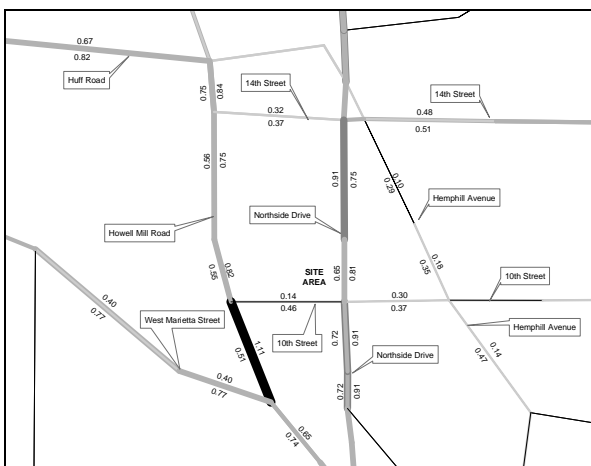 0.67
0.82
Huff Road
0.75
0.84
14th Street
0.32
0.37
14th Street
0.48
0.51
0.56
0.75
0.91
0.75
0.10
0.29
Hemphill Avenue
Howell Mill Road
Northside Drive
0.55
0.82
SITE
AREA
0.65
0.81
0.18
0.35
10th Street
0.40
0.77
West Marietta Street
0.14
0.46
10th Street
0.30
0.37
Hemphill Avenue
0.51
1.11
0.72
0.91
Northside Drive
0.14
0.47
0.40
0.77
0.72
0.91
0.65
0.74